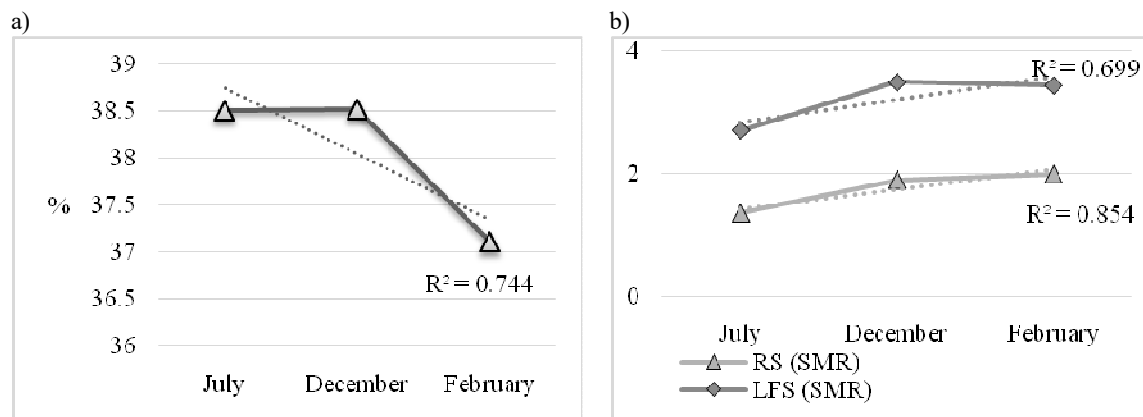 a)
39
38.5
38
%
37.5
37
R² = 0.744
36.5
36
July December February
b)
4
R² = 0.699
2
R² = 0.854
0
July December February
RS (SMR)
LFS (SMR)